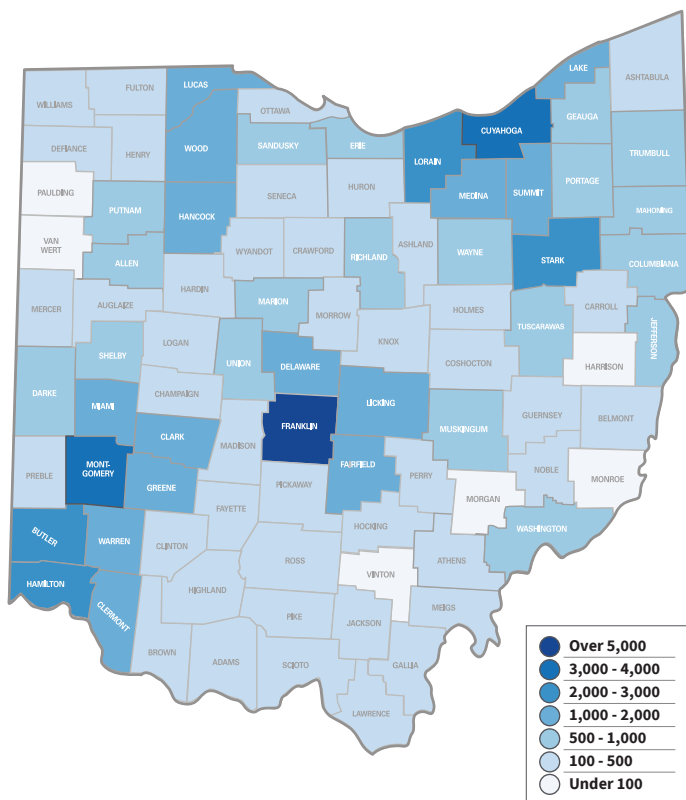 LAKE
ASHTABULA
LUCAS
FULTON
WILLIAMS
OTTAWA
GEAUGA
CUYAHOGA
DEFIANCE
HENRY
WOOD
SANDUSKY
ERIE
LORAIN
TRUMBULL
PAULDING
SENECA
HURON
MEDINA
SUMMIT
PORTAGE
PUTNAM
HANCOCK
MAHONING
VAN
WERT
ALLEN
WYANDOT
CRAWFORD
RICHLAND
ASHLAND
WAYNE
STARK
COLUMBIANA
HARDIN
MERCER
AUGLAIZE
MARION
MORROW
HOLMES
CARROLL
TUSCARAWAS
JEFFERSON
LOGAN
KNOX
SHELBY
UNION
DELAWARE
COSHOCTON
HARRISON
DARKE
CHAMPAIGN
LICKING
MIAMI
GUERNSEY
BELMONT
FRANKLIN
MUSKINGUM
CLARK
MADISON
PREBLE
MONT-
GOMERY
FAIRFIELD
PERRY
NOBLE
MONROE
GREENE
PICKAWAY
MORGAN
FAYETTE
HOCKING
WASHINGTON
BUTLER
WARREN
CLINTON
ROSS
ATHENS
VINTON
HAMILTON
HIGHLAND
CLERMONT
MEIGS
PIKE
JACKSON
BROWN
ADAMS
SCIOTO
GALLIA
LAWRENCE
Over 5,000
3,000 - 4,000
2,000 - 3,000
1,000 - 2,000
500 - 1,000
100 - 500
Under 100